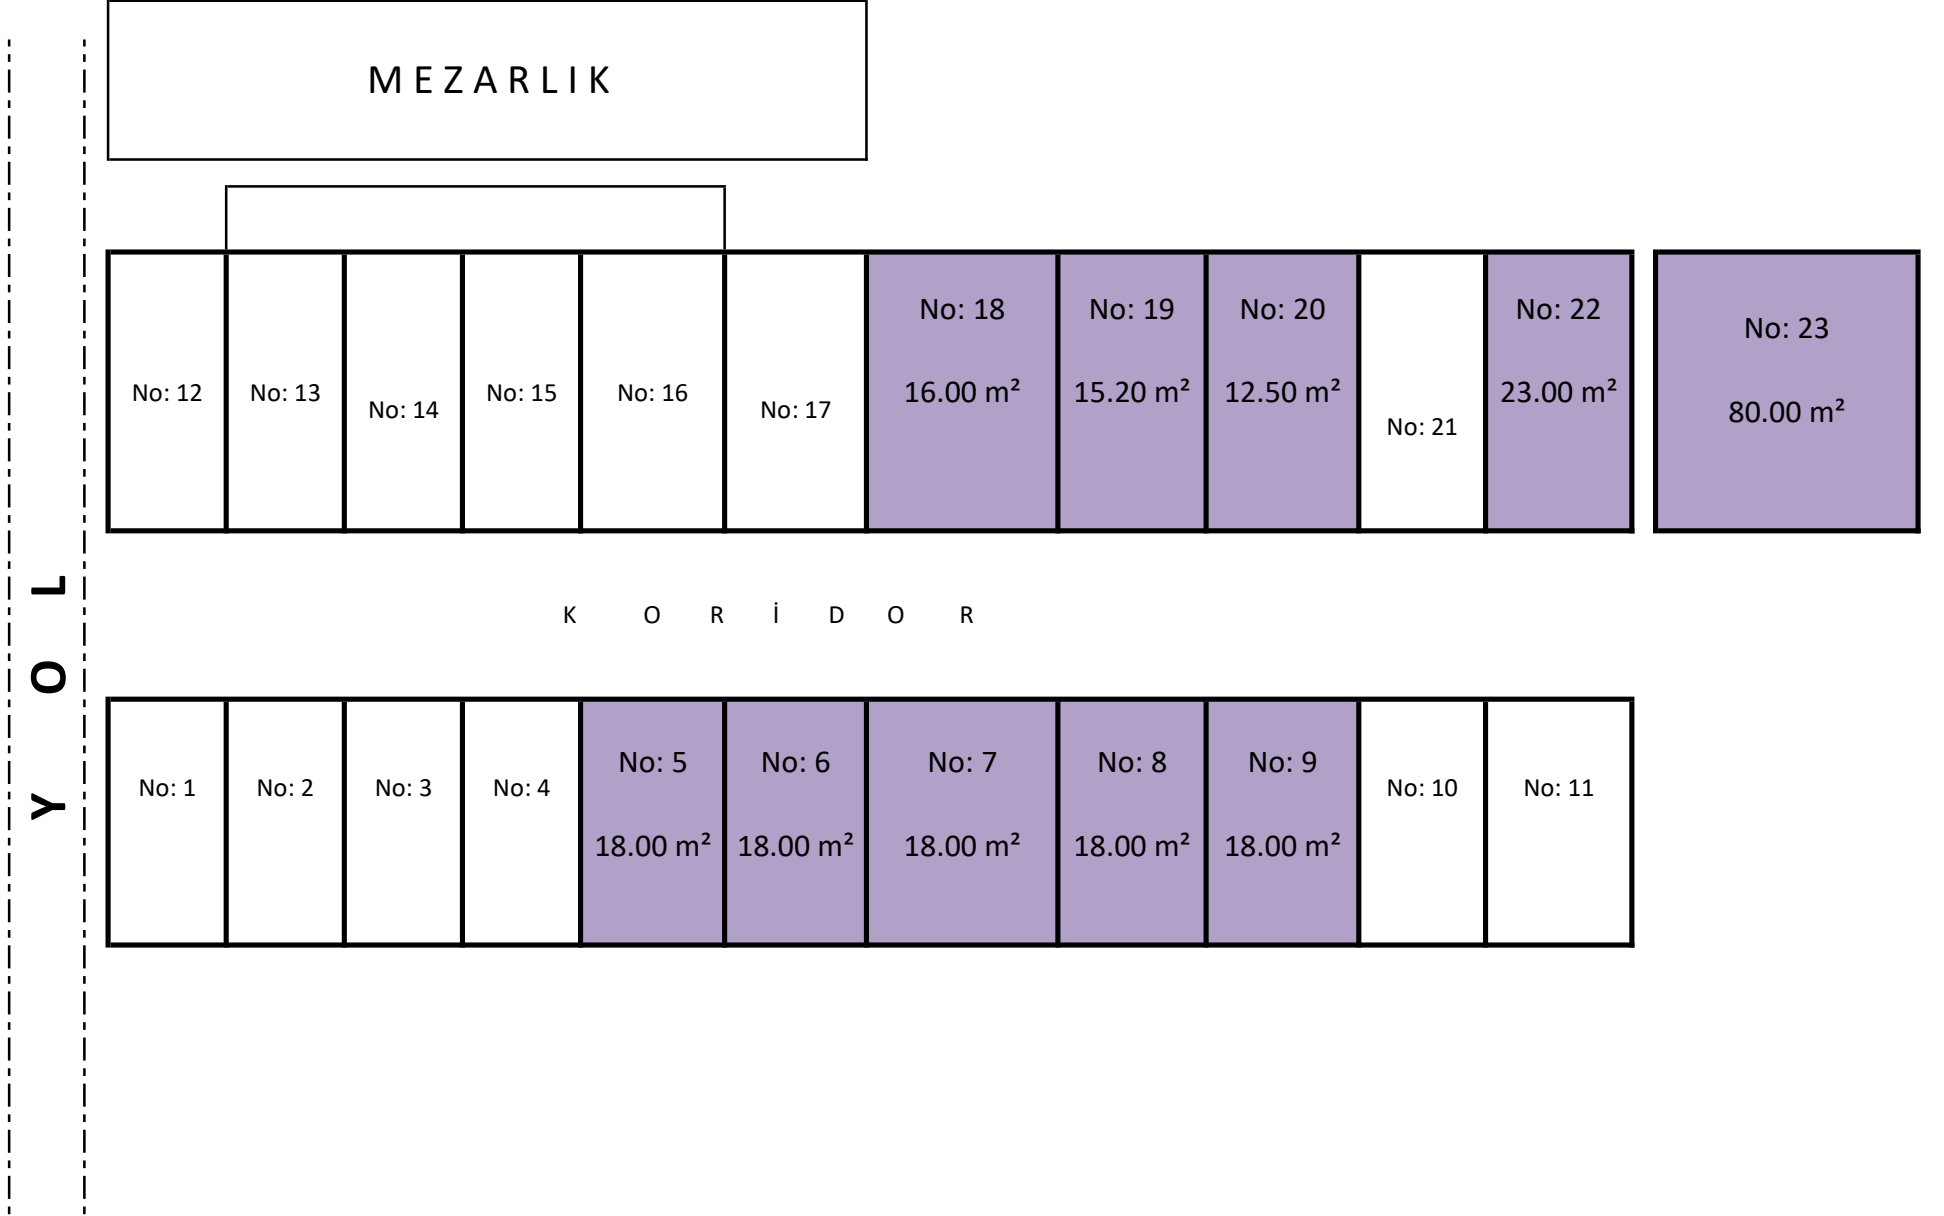 M E Z A R L I K
No: 12
No: 13
No: 14
No: 15
No: 16
No: 17
No: 18
16.00 m²
No: 19
15.20 m²
No: 20
12.50 m²
No: 21
No: 22
23.00 m²
No: 23
80.00 m²
K O R İ D O R
Y O L
No: 1
No: 2
No: 3
No: 4
No: 5
18.00 m²
No: 6
18.00 m²
No: 7
18.00 m²
No: 8
18.00 m²
No: 9
18.00 m²
No: 10
No: 11